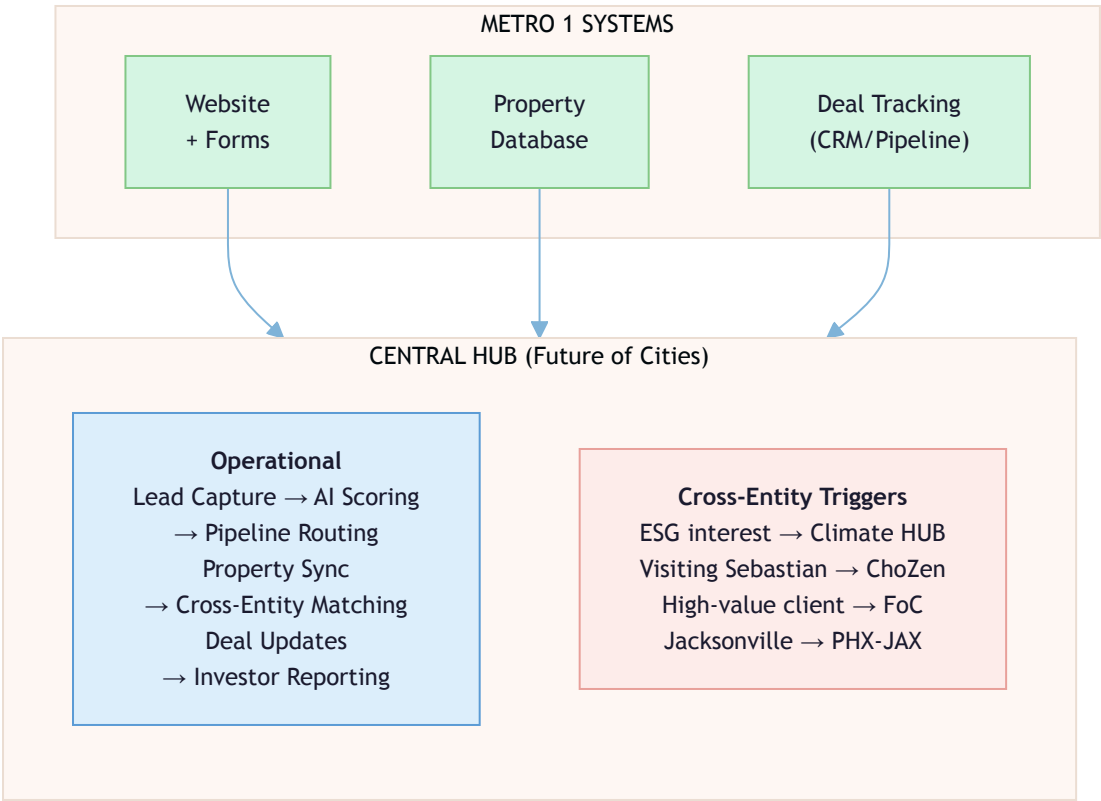 METRO 1 SYSTEMS
Website
+ Forms
Property
Database
Deal Tracking
(CRM/Pipeline)
CENTRAL HUB (Future of Cities)
Operational
Lead Capture → AI Scoring
→ Pipeline Routing
Property Sync
→ Cross-Entity Matching
Deal Updates
→ Investor Reporting
Cross-Entity Triggers
ESG interest → Climate HUB
Visiting Sebastian → ChoZen
High-value client → FoC
Jacksonville → PHX-JAX